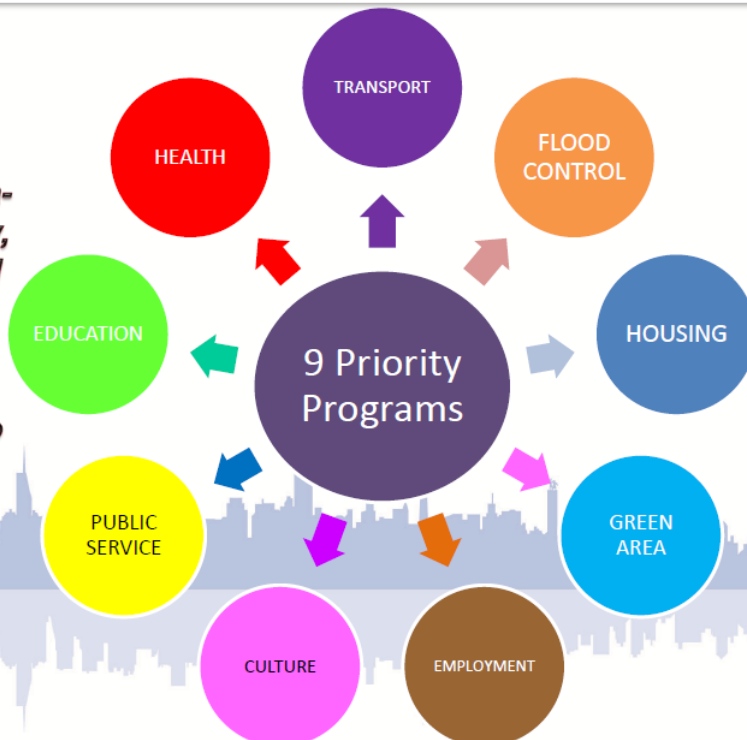 TRANSPORT
HEALTH
FLOOD
CONTROL
EDUCATION
HOUSING
9 Priority
Programs
PUBLIC
SERVICE
GREEN
AREA
CULTURE
EMPLOYMENT